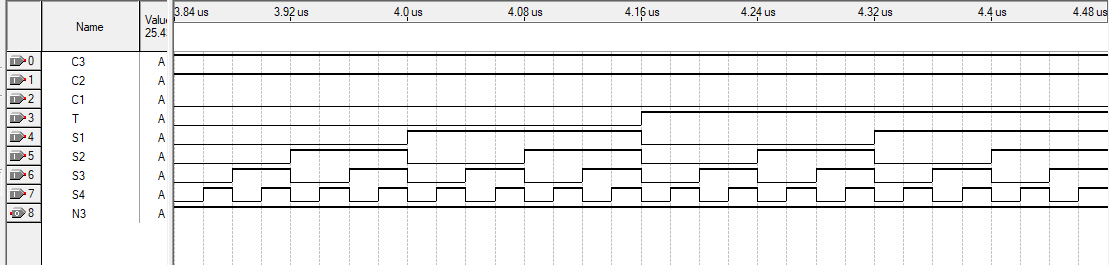 Name
Value
25.4
3.84 us 3.92 us 4.0 us 4.08 us 4.16 us 4.24 us 4.32 us 4.4 us 4.48 us
0 C3 A
1 C2 A
2 C1 A
3 T A
4 S1 A
5 S2 A
6 S3 A
7 S4 A
8 N3 A